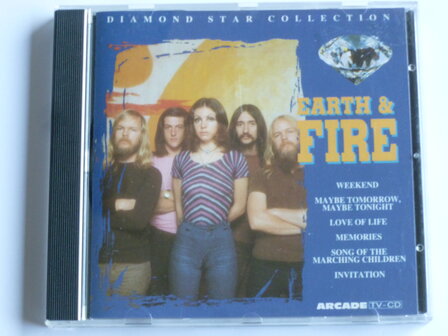 DIAMOND STAR COLLECTION
EARTH &
FIRE
WEEKEND
MAYBE TOMORROW,
MAYBE TONIGHT
LOVE OF LIFE
MEMORIES
SONG OF THE
MARCHING CHILDREN
INVITATION
ARCADE TV-CD